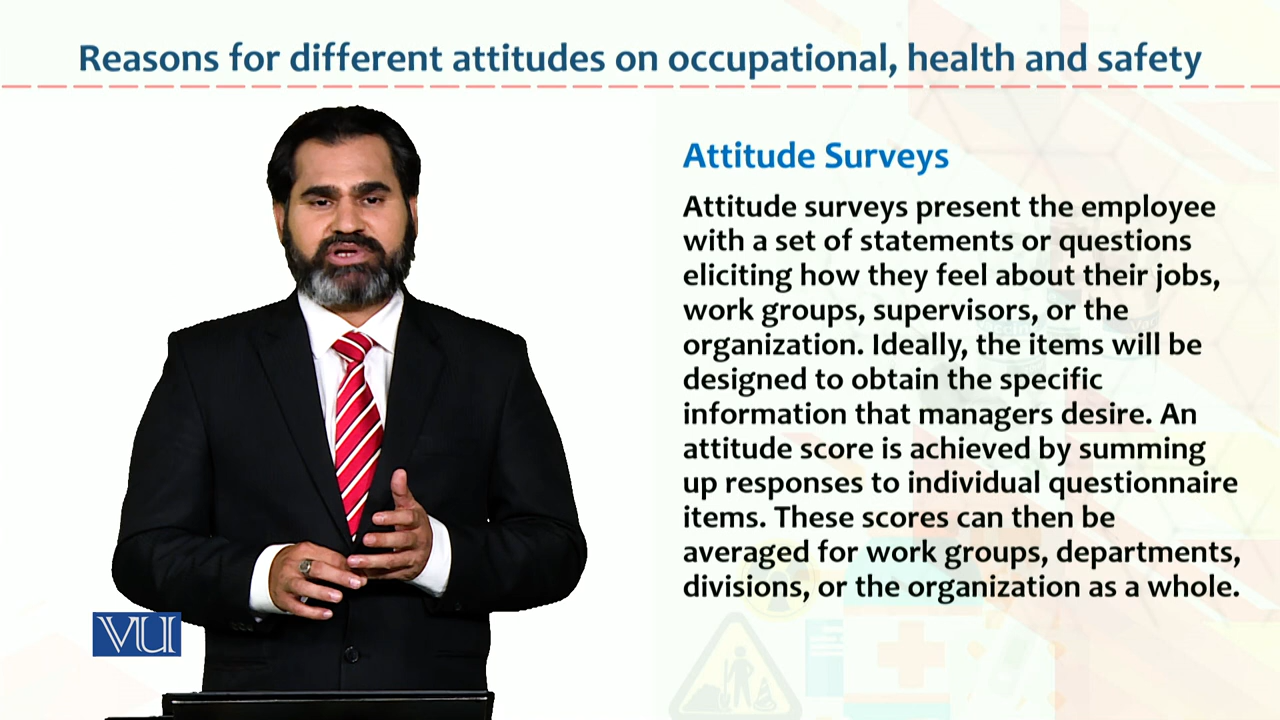 Reasons for different attitudes on occupational, health and safety
Attitude Surveys
Attitude surveys present the employee
with a set of statements or questions
eliciting how they feel about their jobs,
work groups, supervisors, or the
organization. Ideally, the items will be
designed to obtain the specific
information that managers desire. An
attitude score is achieved by summing
up responses to individual questionnaire
items. These scores can then be
averaged for work groups, departments,
divisions, or the organization as a whole.
VU